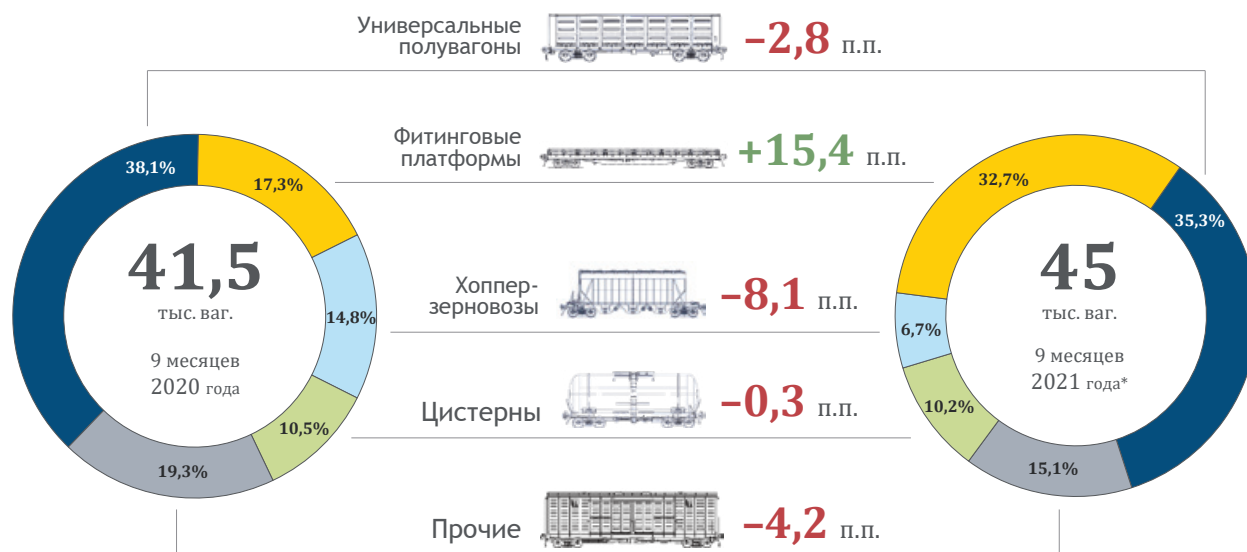 Универсальные
полувагоны
–2,8 п.п.
Фитинговые
платформы
+15,4 п.п.
Хоппер-
зерновозы
–8,1 п.п.
Цистерны
–0,3 п.п.
Прочие
–4,2 п.п.
38,1%
17,3%
14,8%
10,5%
19,3%
41,5
тыс. ваг.
9 месяцев
2020 года
32,7%
35,3%
6,7%
10,2%
15,1%
45
тыс. ваг.
9 месяцев
2021 года*